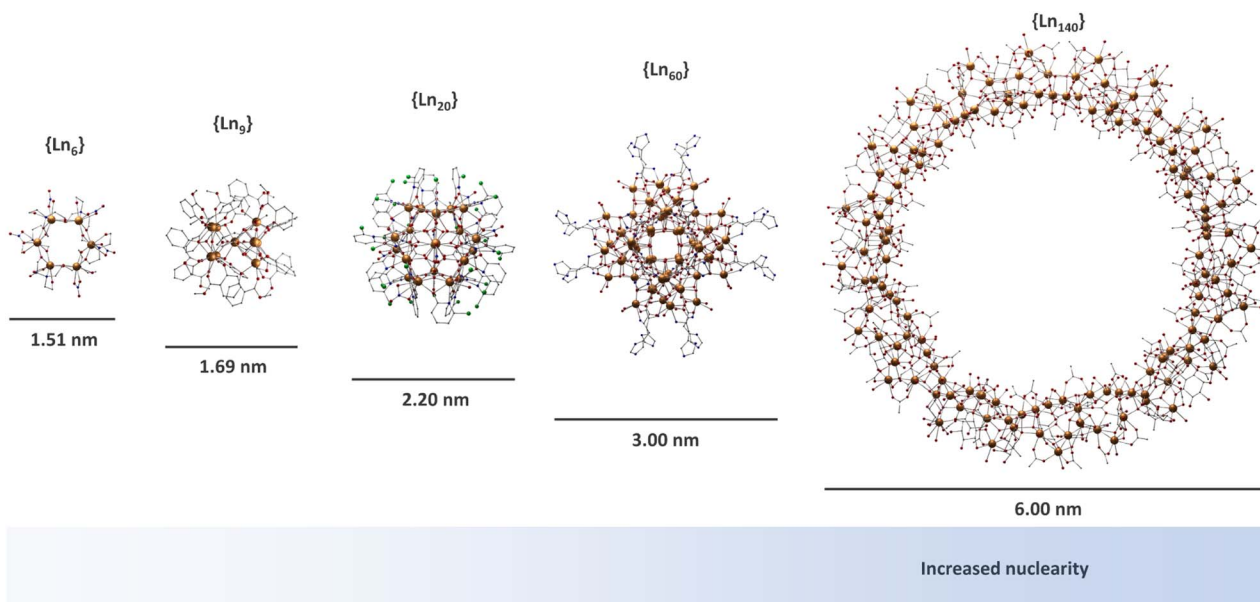 {Ln₆}
1.51 nm
{Ln₉}
1.69 nm
{Ln₂₀}
2.20 nm
{Ln₆₀}
3.00 nm
{Ln₁₄₀}
6.00 nm
Increased nuclearity